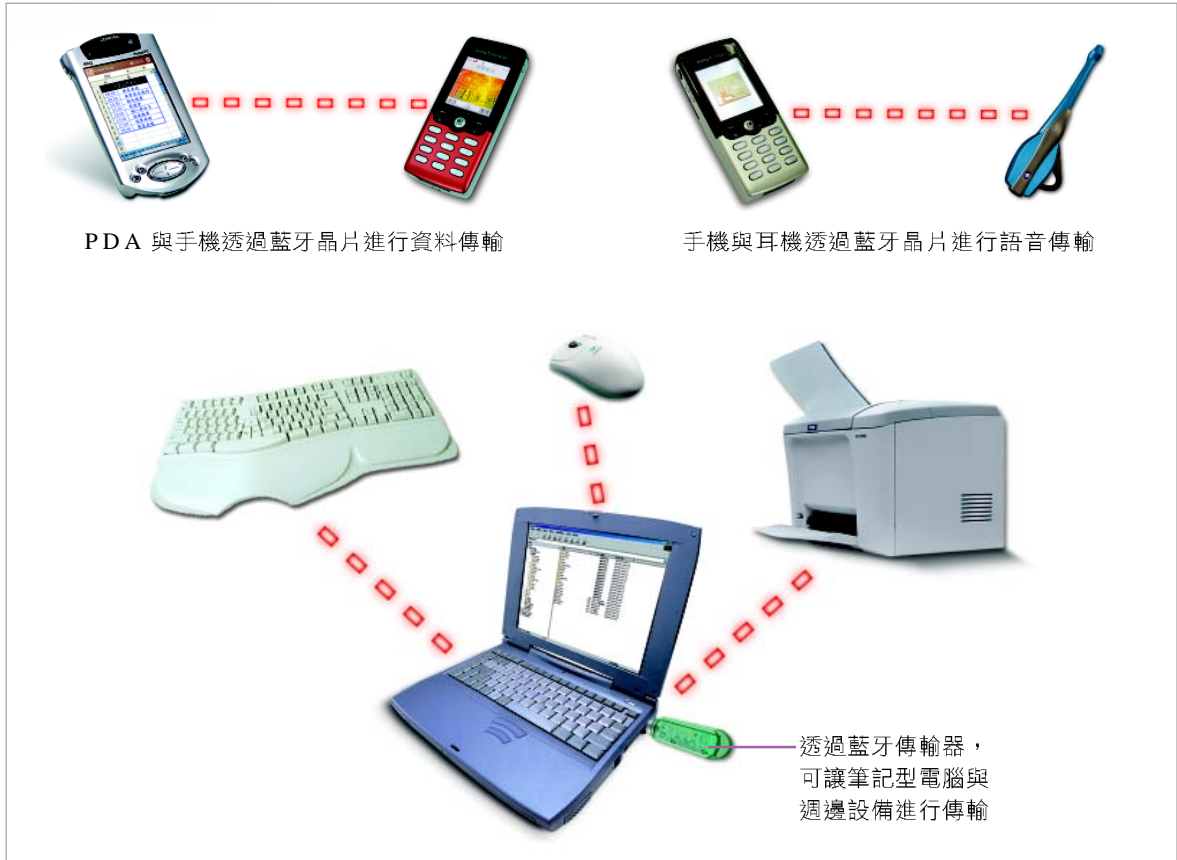 PDA 與手機透過藍牙晶片進行資料傳輸
手機與耳機透過藍牙晶片進行語音傳輸
透過藍牙傳輸器，
可讓筆記型電腦與
週邊設備進行傳輸